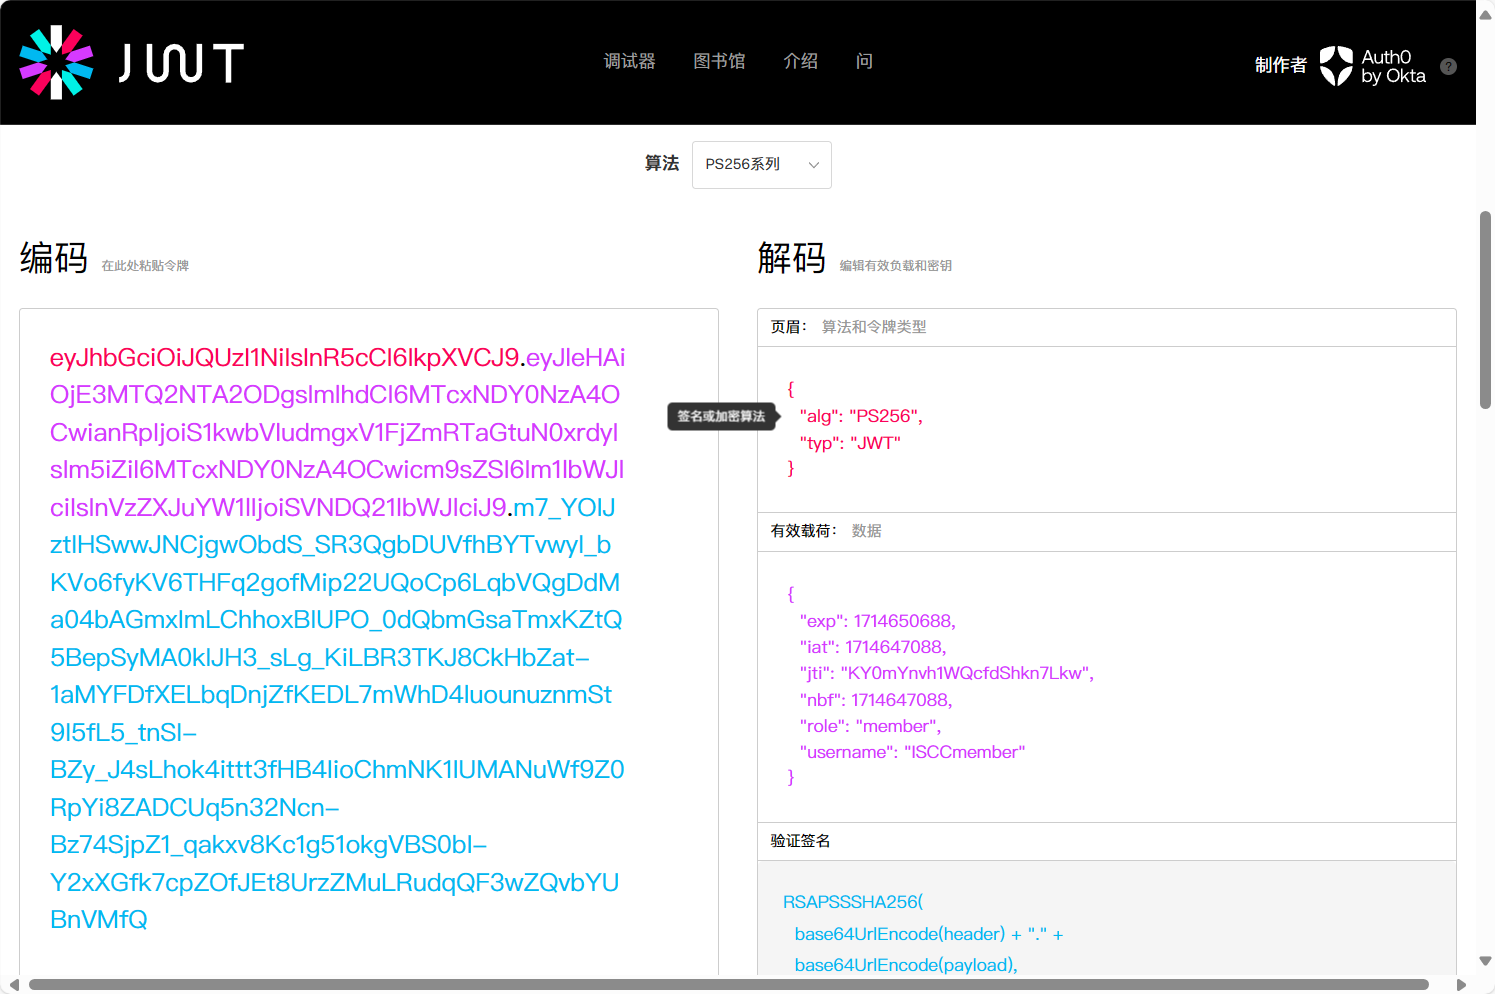 JWT
调试器 图书馆 介绍 问
制作者 Auth0 by Okta ?
算法 PS256系列
编码 在此处粘贴令牌
eyJhbGciOiJQUzI1NiIsInR5cCI6IkpXVCJ9.eyJleHAi
OjE3MTQ2NTA2ODgsImlhdCI6MTcxNDY0NzA4O
CwianRpIjoiS1kwbVludmgxV1FjZmRTaGtuN0xrdyI
sIm5iZiI6MTcxNDY0NzA4OCwicm9sZSI6Im1lbWJl
ciIsInVzZXJuYW1lIjoiSVNDQ21lbWJlciJ9.m7_YOIJ
ztIHSwwJNCjgwObdS_SR3QgbDUVfhBYTvwyI_b
KVo6fyKV6THFq2gofMip22UQoCp6LqbVQgDdM
a04bAGmxImLChhoxBlUPO_0dQbmGsaTmxKZtQ
5BepSyMA0klJH3_sLg_KiLBR3TKJ8CkHbZat-
1aMYFDfXELbqDnjZfKEDL7mWhD4luounuznmSt
9I5fL5_tnSl-
BZy_J4sLhok4ittt3fHB4IioChmNK1IUMANuWf9Z0
RpYi8ZADCUq5n32Ncn-
Bz74SjpZ1_qakxv8Kc1g51okgVBS0bI-
Y2xXGfk7cpZOfJEt8UrzZMuLRudqQF3wZQvbYU
BnVMfQ
解码 编辑有效负载和密钥
页眉： 算法和令牌类型
{
"alg": "PS256",
签名或加密算法
"typ": "JWT"
}
有效载荷： 数据
{
"exp": 1714650688,
"iat": 1714647088,
"jti": "KY0mYnvh1WQcfdShkn7Lkw",
"nbf": 1714647088,
"role": "member",
"username": "ISCCmember"
}
验证签名
RSAPSSSHA256(
base64UrlEncode(header) + "." +
base64UrlEncode(payload),